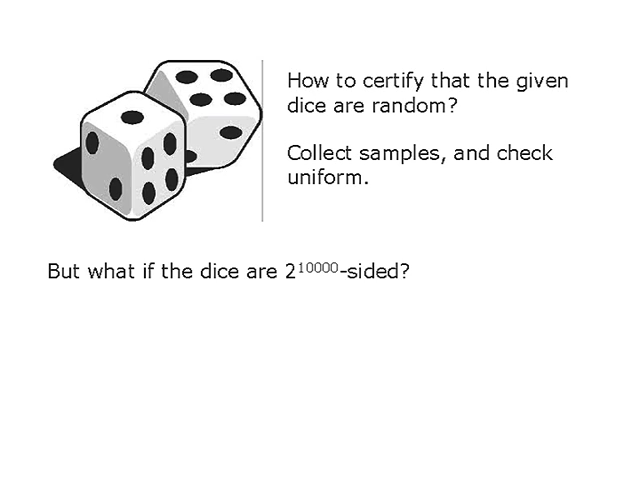 How to certify that the given
dice are random?
Collect samples, and check
uniform.
But what if the dice are 2^10000-sided?